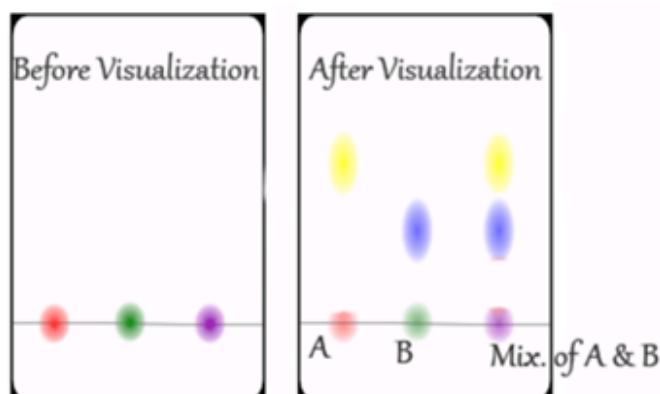 Before Visualization
After Visualization
A
B
Mix. of A & B